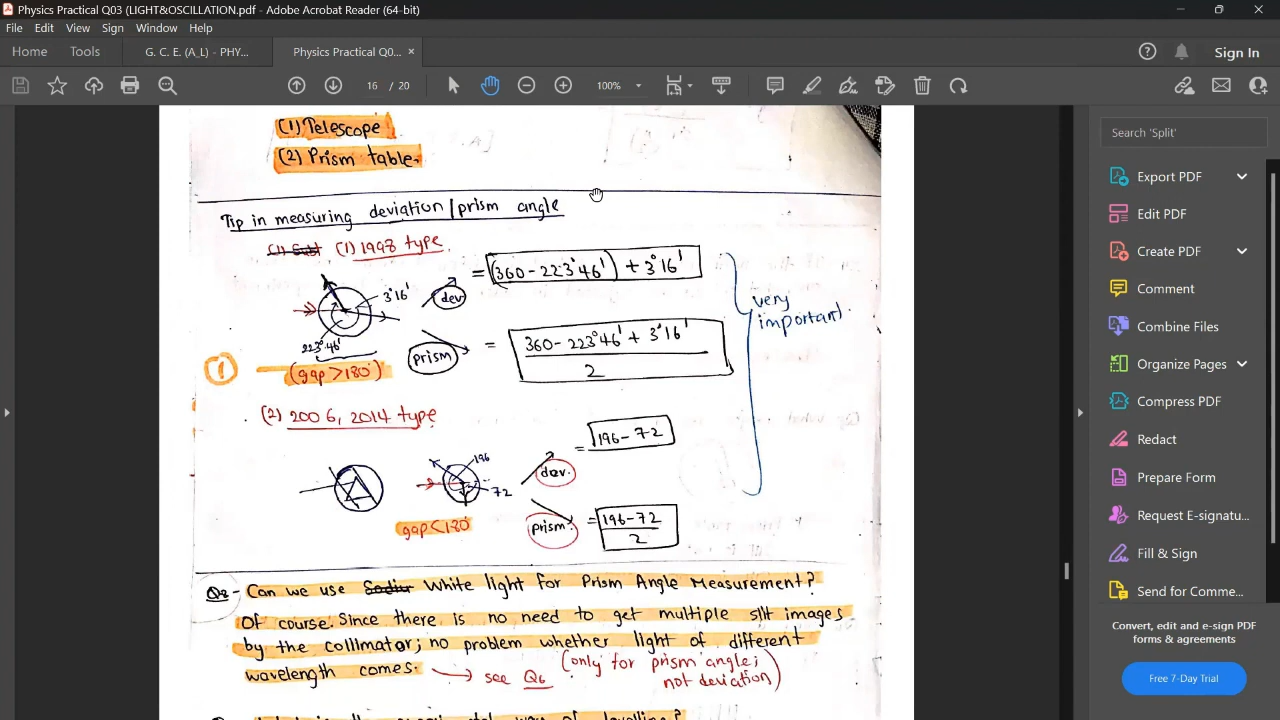 Physics Practical Q03 (LIGHT&OSCILLATION.pdf - Adobe Acrobat Reader (64-bit)
File Edit View Sign Window Help
Home Tools G. C. E. (A_L) - PHY... Physics Practical Q0... ×
Sign In
16 / 20 100%
Search 'Split'
Export PDF
Edit PDF
Create PDF
Comment
Combine Files
Organize Pages
Compress PDF
Redact
Prepare Form
Request E-signatu...
Fill & Sign
Send for Comme...
Convert, edit and e-sign PDF
forms & agreements
Free 7-Day Trial
(1) Telescope
(2) Prism table.
Tip in measuring deviation / prism angle
(1) 1998 type
= (360 - 223°46') + 3°16'
dev
3°16'
223°46'
very
important.
prism = 360 - 223°46' + 3°16'
2
1
(gap > 180°)
(2) 2006, 2014 type
= 196 - 72
196
dev.
72
gap < 180
prism. = 196 - 72
2
Q2 - Can we use White light for Prism Angle Measurement?
Of course. Since there is no need to get multiple slit images
by the collimator; no problem whether light of different
wavelength comes. → see Q6 (only for prism angle;
not deviation)